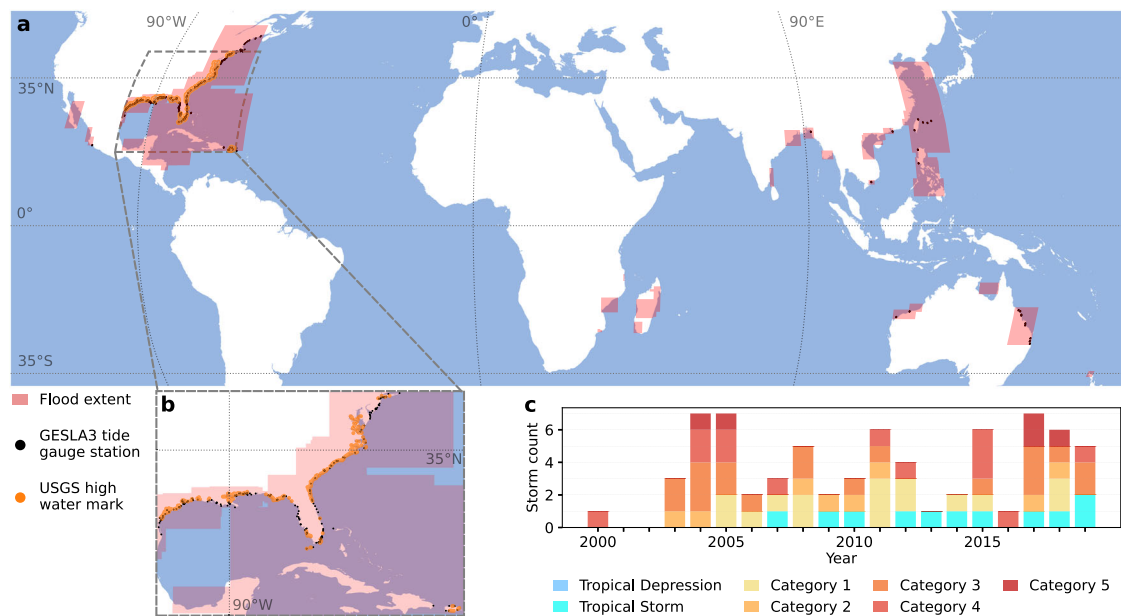 a
90°W
0°
90°E
35°N
0°
35°S
Flood extent
GESLA3 tide
gauge station
USGS high
water mark
b
35°N
90°W
c
Storm count
6
4
2
0
2000
2005
2010
2015
Year
Tropical Depression
Tropical Storm
Category 1
Category 2
Category 3
Category 4
Category 5